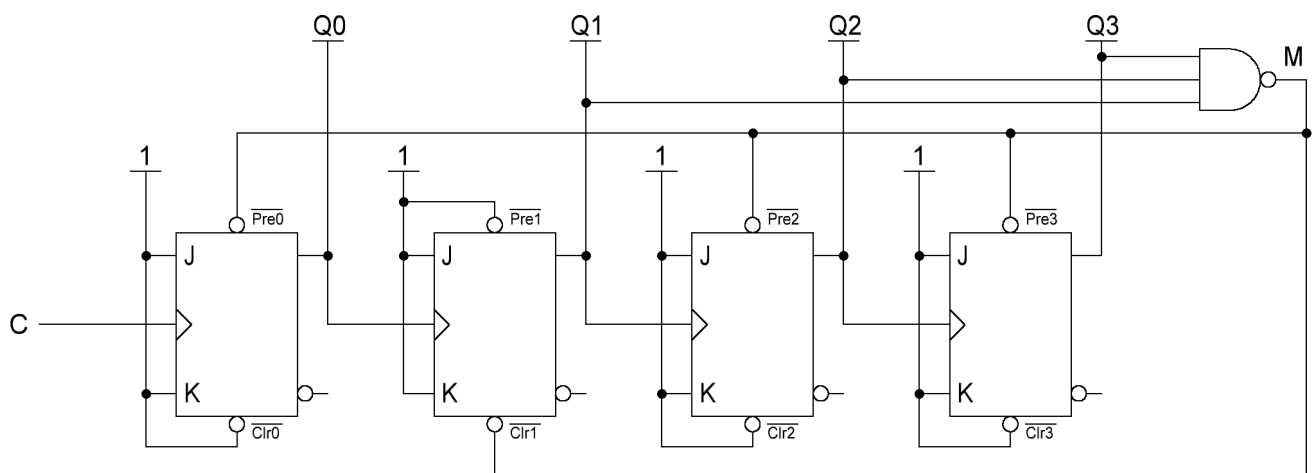 Q0 Q1 Q2 Q3
M
1 1 1 1
Pre0 Pre1 Pre2 Pre3
J J J J
C
K K K K
Clr0 Clr1 Clr2 Clr3